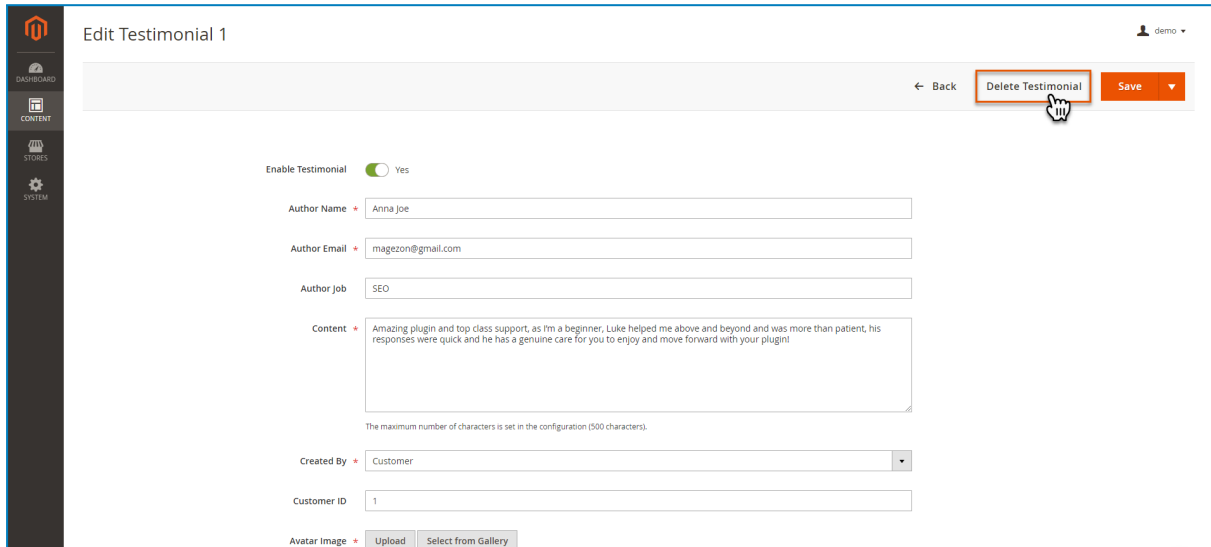 Edit Testimonial 1
demo
DASHBOARD
CONTENT
STORES
SYSTEM
← Back
Delete Testimonial
Save
Enable Testimonial
Yes
Author Name *
Anna Joe
Author Email *
magezon@gmail.com
Author Job
SEO
Content *
Amazing plugin and top class support, as I'm a beginner, Luke helped me above and beyond and was more than patient, his
responses were quick and he has a genuine care for you to enjoy and move forward with your plugin!
The maximum number of characters is set in the configuration (500 characters).
Created By *
Customer
Customer ID
1
Avatar Image *
Upload
Select from Gallery